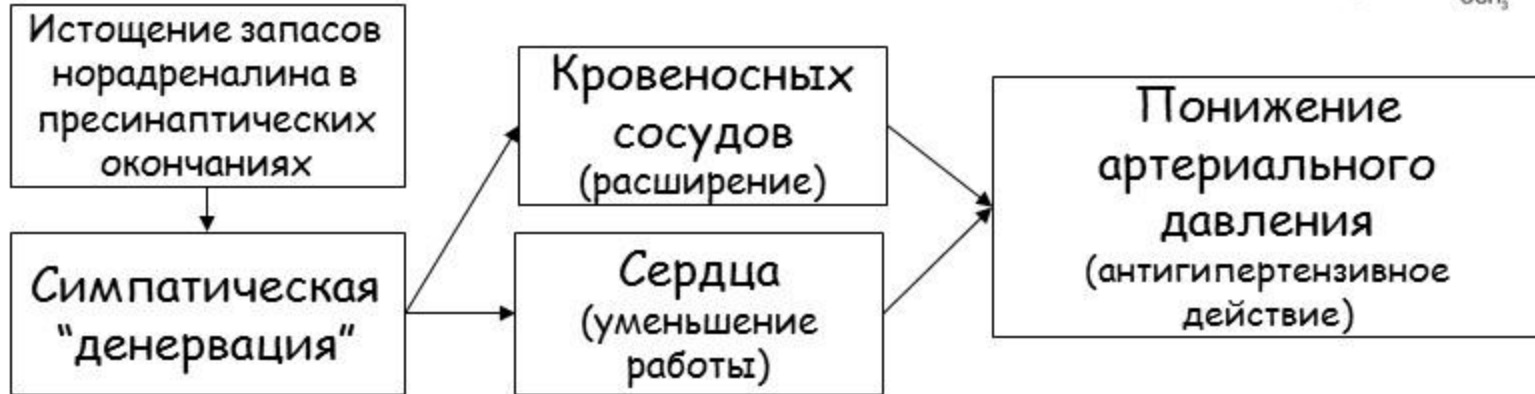 Истощение запасов
норадреналина в
пресинаптических
окончаниях
Симпатическая
“денервация”
Кровеносных
сосудов
(расширение)
Сердца
(уменьшение
работы)
Понижение
артериального
давления
(антигипертензивное
действие)